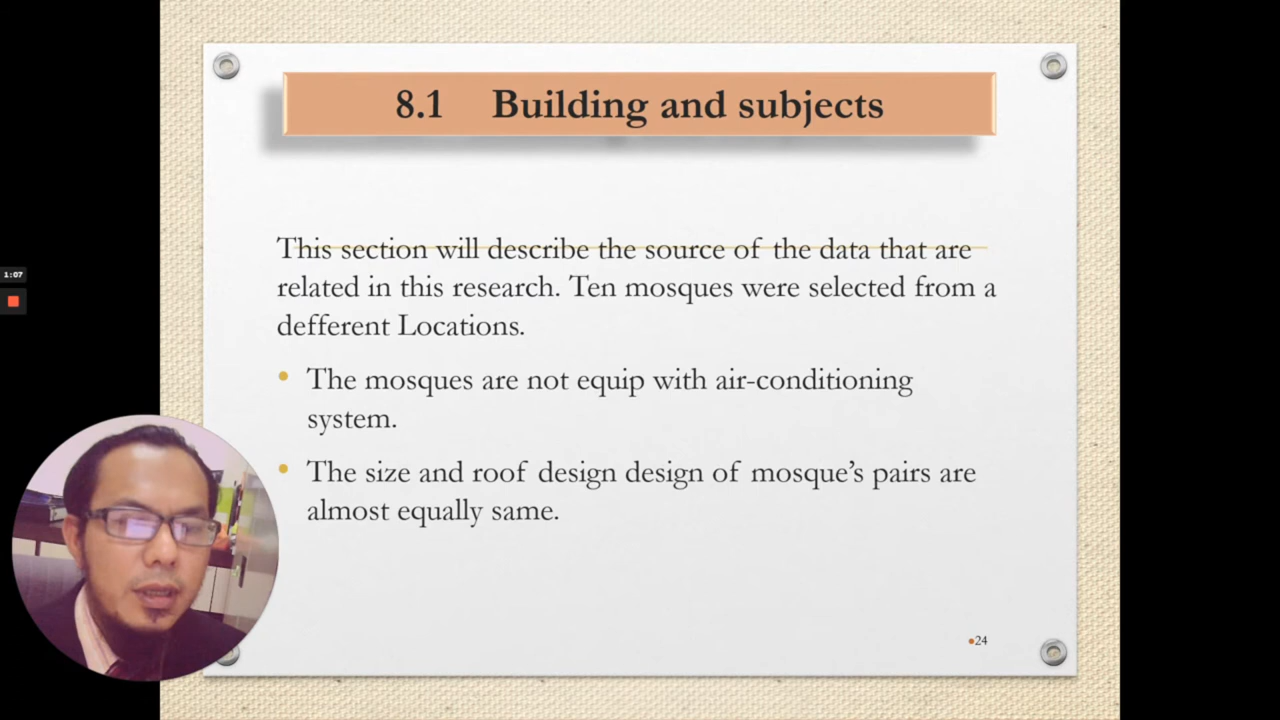 8.1 Building and subjects
This section will describe the source of the data that are
related in this research. Ten mosques were selected from a
defferent Locations.
• The mosques are not equip with air-conditioning
system.
• The size and roof design design of mosque's pairs are
almost equally same.
1:07
•24